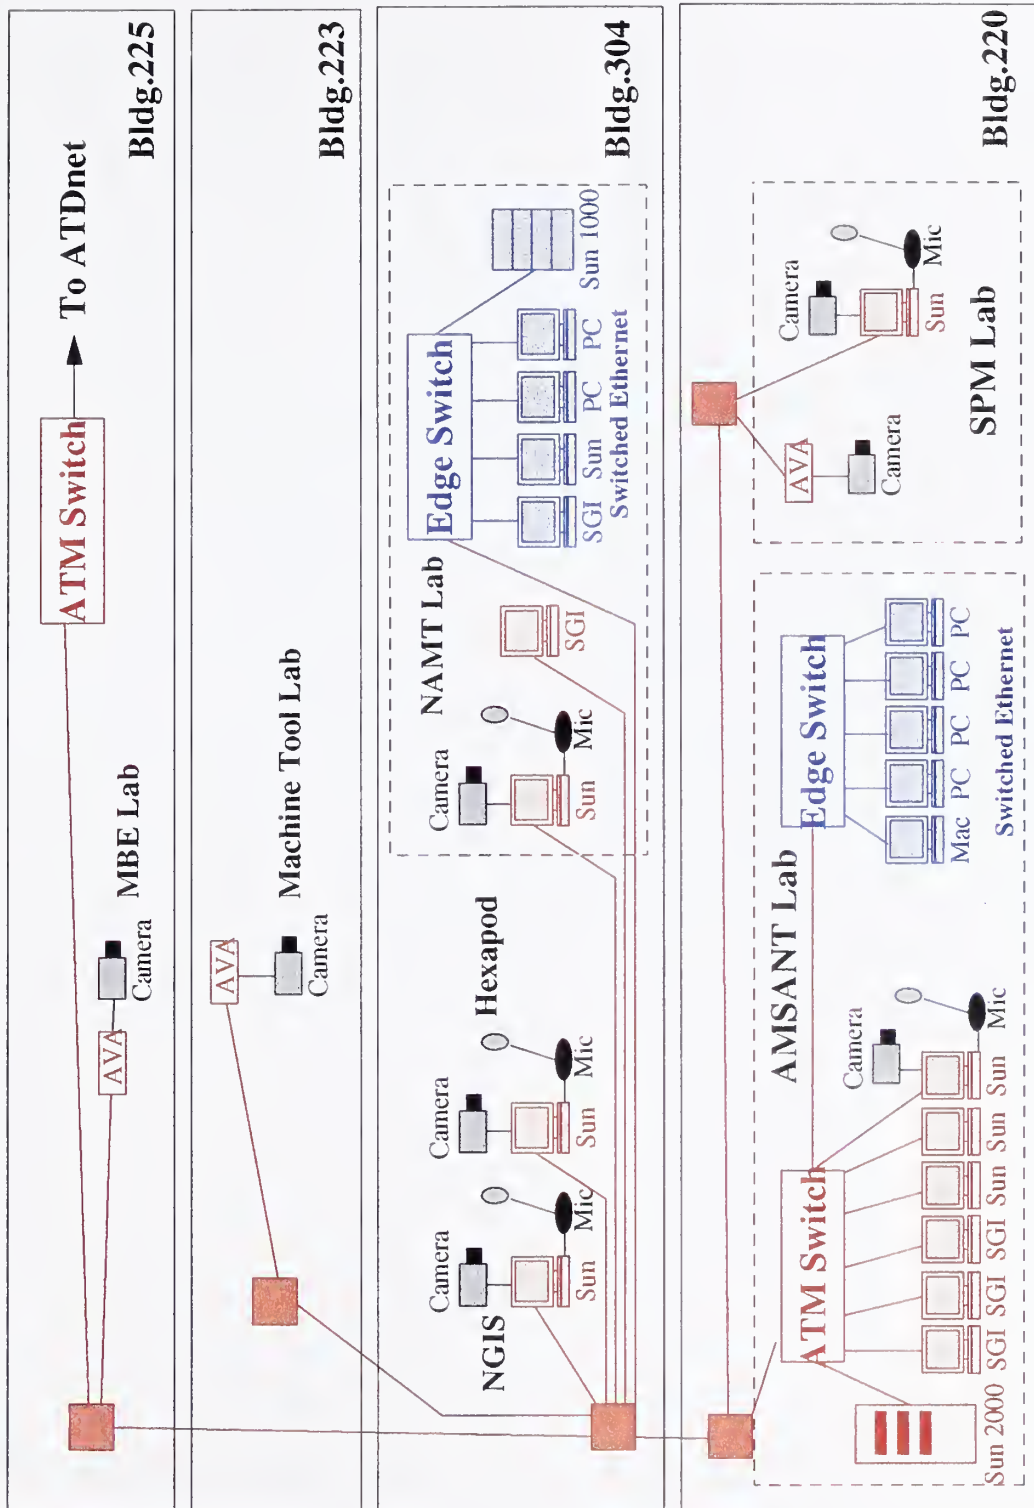 Bldg.225
To ATDnet
ATM Switch
MBE Lab
Camera
AVA
Bldg.223
Machine Tool Lab
AVA
Camera
Bldg.304
NAMT Lab
Edge Switch
Sun 1000
SGI
Sun
PC
PC
Switched Ethernet
SGI
Camera
Mic
Sun
Hexapod
Camera
Mic
Sun
NGIS
Camera
Mic
Sun
Bldg.220
SPM Lab
Camera
Mic
Sun
AVA
Camera
AMSANT Lab
Edge Switch
Mac
PC
PC
PC
PC
Switched Ethernet
ATM Switch
Camera
Mic
Sun 2000
SGI
SGI
SGI
Sun
Sun
Sun